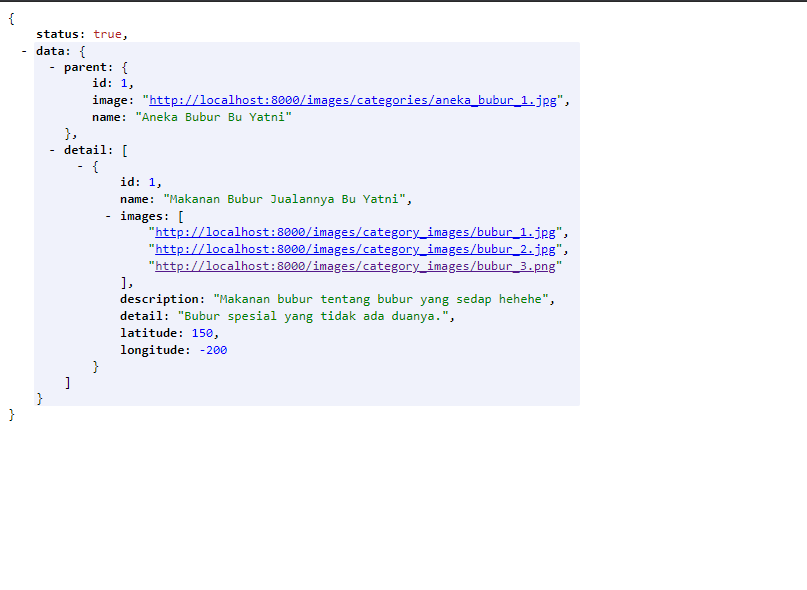 {
status: true,
- data: {
- parent: {
id: 1,
image: "http://localhost:8000/images/categories/aneka_bubur_1.jpg",
name: "Aneka Bubur Bu Yatni"
},
- detail: [
- {
id: 1,
name: "Makanan Bubur Jualannya Bu Yatni",
- images: [
"http://localhost:8000/images/category_images/bubur_1.jpg",
"http://localhost:8000/images/category_images/bubur_2.jpg",
"http://localhost:8000/images/category_images/bubur_3.png"
],
description: "Makanan bubur tentang bubur yang sedap hehehe",
detail: "Bubur spesial yang tidak ada duanya.",
latitude: 150,
longitude: -200
}
]
}
}